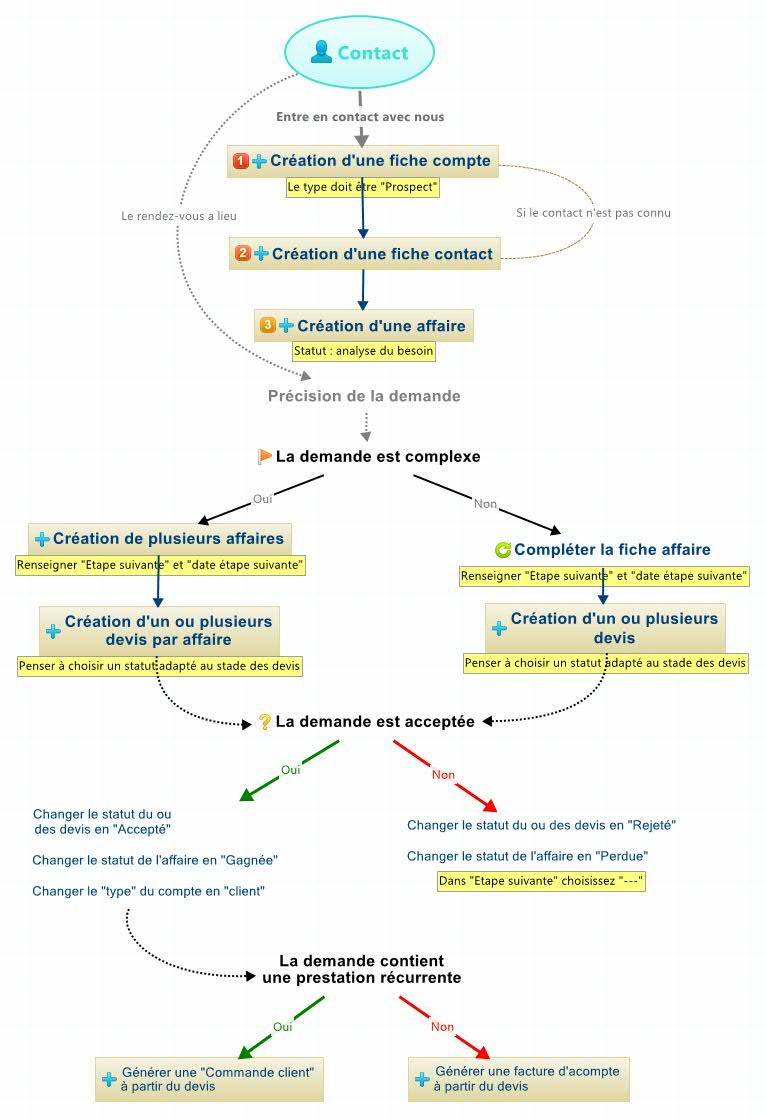 Contact
Entre en contact avec nous
1 Création d'une fiche compte
Le type doit être "Prospect"
Le rendez-vous a lieu
Si le contact n'est pas connu
2 Création d'une fiche contact
3 Création d'une affaire
Statut : analyse du besoin
Précision de la demande
La demande est complexe
Oui
Non
Création de plusieurs affaires
Renseigner "Etape suivante" et "date étape suivante"
Compléter la fiche affaire
Renseigner "Etape suivante" et "date étape suivante"
Création d'un ou plusieurs
devis par affaire
Penser à choisir un statut adapté au stade des devis
Création d'un ou plusieurs
devis
Penser à choisir un statut adapté au stade des devis
? La demande est acceptée
Oui
Non
Changer le statut du ou
des devis en "Accepté"
Changer le statut de l'affaire en "Gagnée"
Changer le "type" du compte en "client"
Changer le statut du ou des devis en "Rejeté"
Changer le statut de l'affaire en "Perdue"
Dans "Etape suivante" choisissez "---"
La demande contient
une prestation récurrente
Oui
Non
Générer une "Commande client"
à partir du devis
Générer une facture d'acompte
à partir du devis